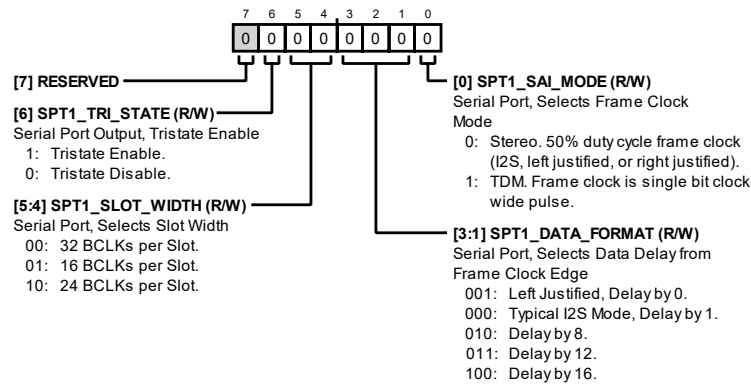 7 6 5 4 3 2 1 0
0 0 0 0 0 0 0 0
[7] RESERVED
[6] SPT1_TRI_STATE (R/W)
Serial Port Output, Tristate Enable
1: Tristate Enable.
0: Tristate Disable.
[5:4] SPT1_SLOT_WIDTH (R/W)
Serial Port, Selects Slot Width
00: 32 BCLKs per Slot.
01: 16 BCLKs per Slot.
10: 24 BCLKs per Slot.
[0] SPT1_SAI_MODE (R/W)
Serial Port, Selects Frame Clock
Mode
0: Stereo. 50% duty cycle frame clock
(I2S, left justified, or right justified).
1: TDM. Frame clock is single bit clock
wide pulse.
[3:1] SPT1_DATA_FORMAT (R/W)
Serial Port, Selects Data Delay from
Frame Clock Edge
001: Left Justified, Delay by 0.
000: Typical I2S Mode, Delay by 1.
010: Delay by 8.
011: Delay by 12.
100: Delay by 16.